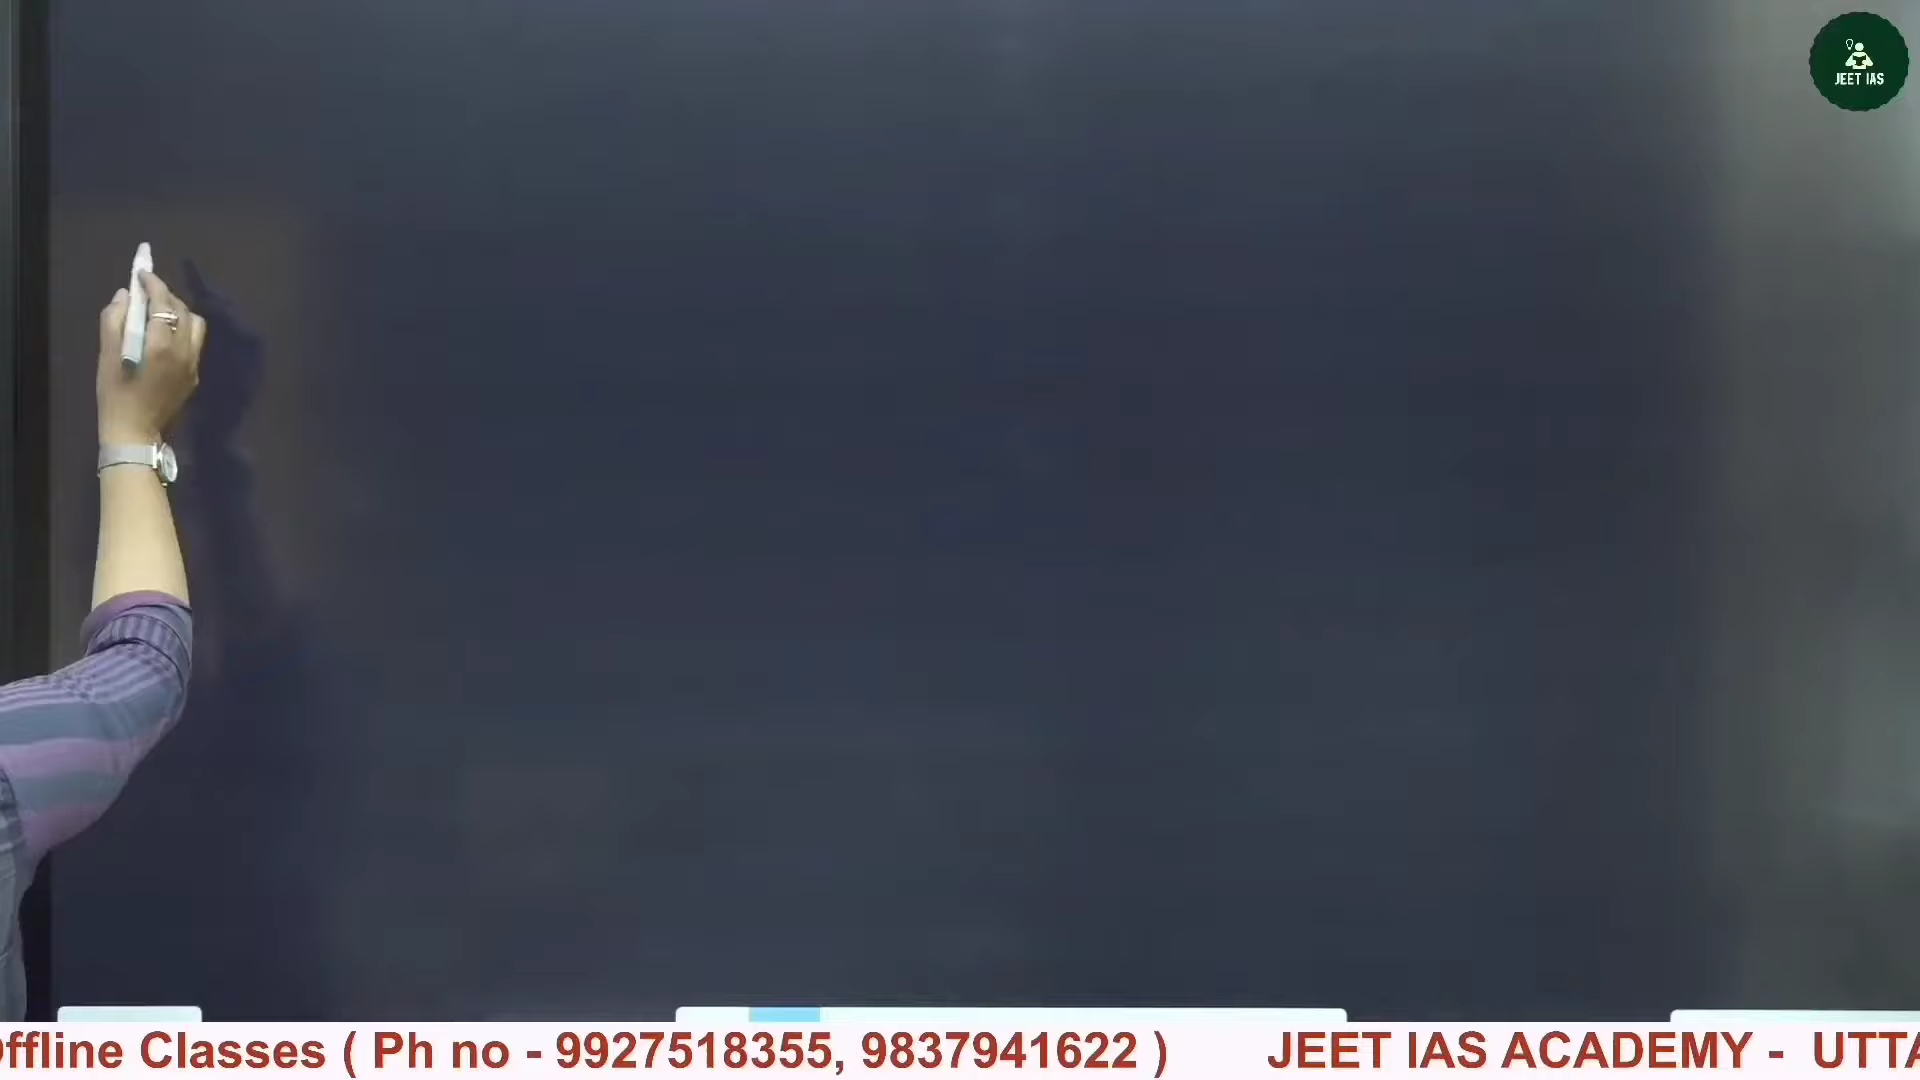 JEET IAS
ffline Classes ( Ph no - 9927518355, 9837941622 ) JEET IAS ACADEMY - UTTA